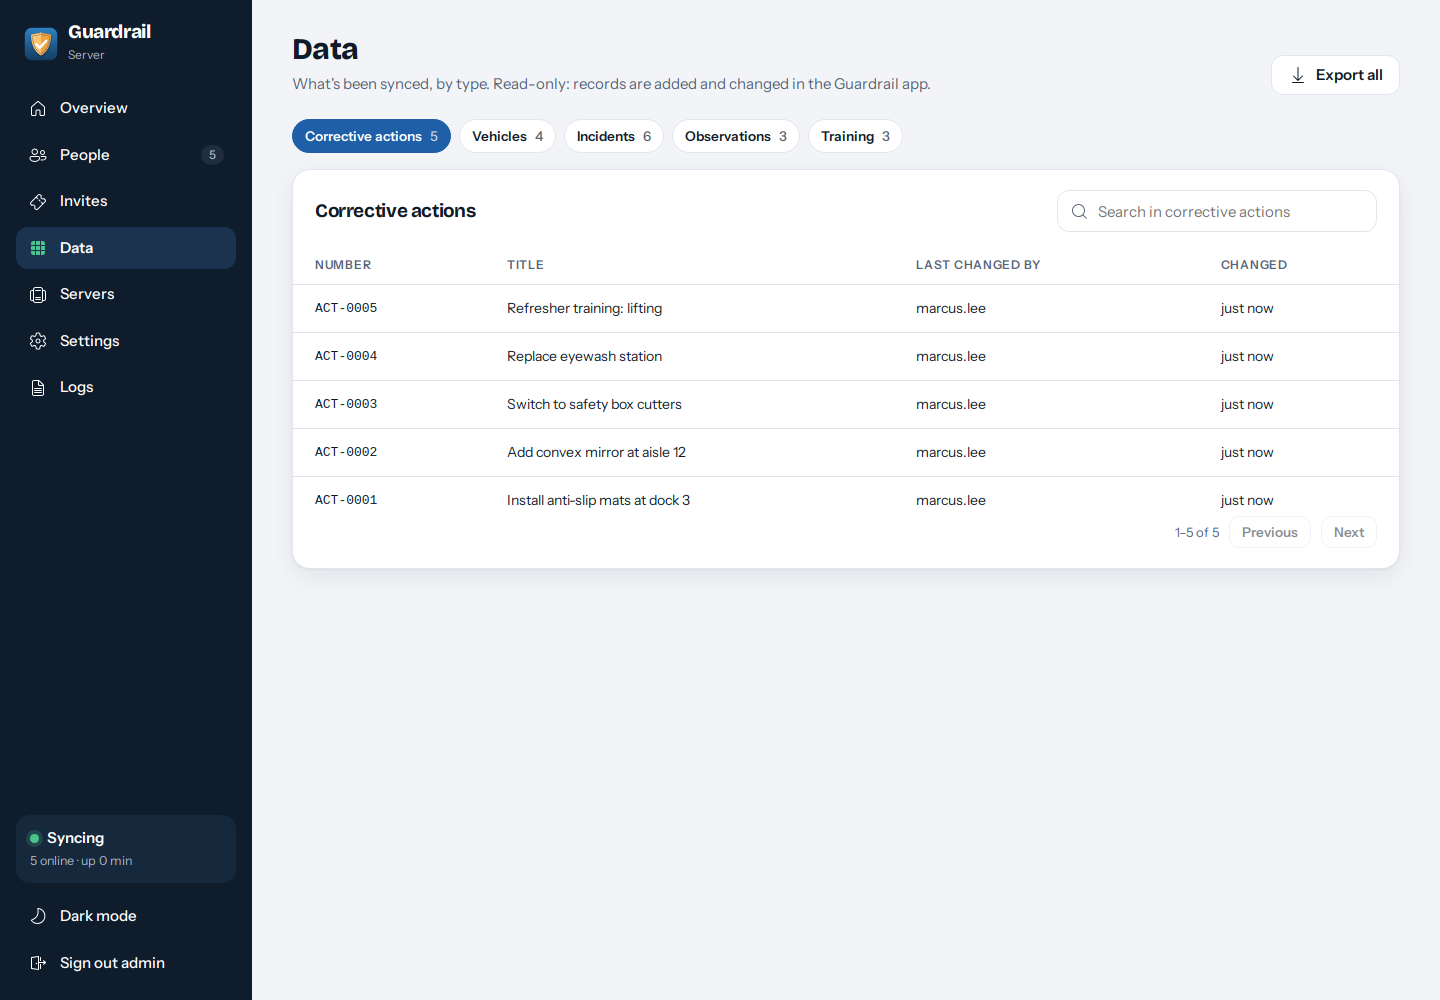 Guardrail
Server
Overview
People 5
Invites
Data
Servers
Settings
Logs
Syncing
5 online · up 0 min
Dark mode
Sign out admin
Data
What's been synced, by type. Read-only: records are added and changed in the Guardrail app.
Export all
Corrective actions 5 Vehicles 4 Incidents 6 Observations 3 Training 3
Corrective actions
Search in corrective actions
NUMBER TITLE LAST CHANGED BY CHANGED
ACT-0005 Refresher training: lifting marcus.lee just now
ACT-0004 Replace eyewash station marcus.lee just now
ACT-0003 Switch to safety box cutters marcus.lee just now
ACT-0002 Add convex mirror at aisle 12 marcus.lee just now
ACT-0001 Install anti-slip mats at dock 3 marcus.lee just now
1–5 of 5 Previous Next